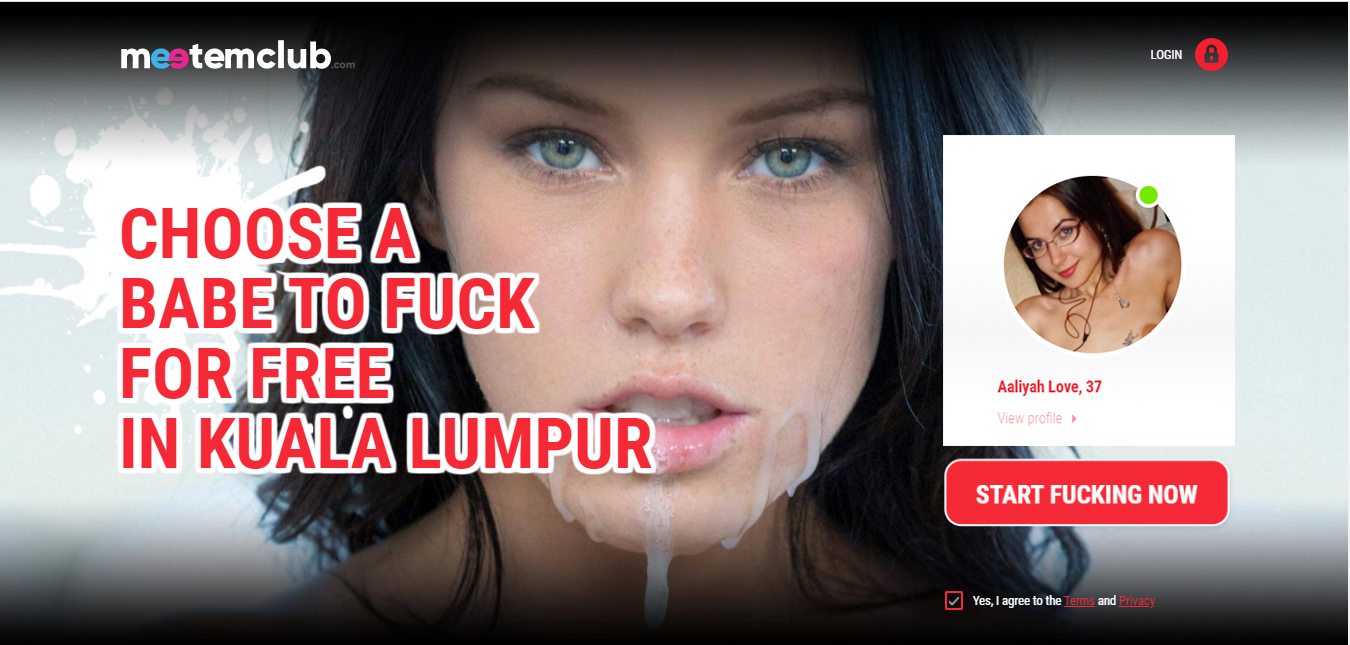 meetemclub.com
LOGIN
CHOOSE A
BABE TO FUCK
FOR FREE
IN KUALA LUMPUR
Aaliyah Love, 37
View profile
START FUCKING NOW
Yes, I agree to the Terms and Privacy